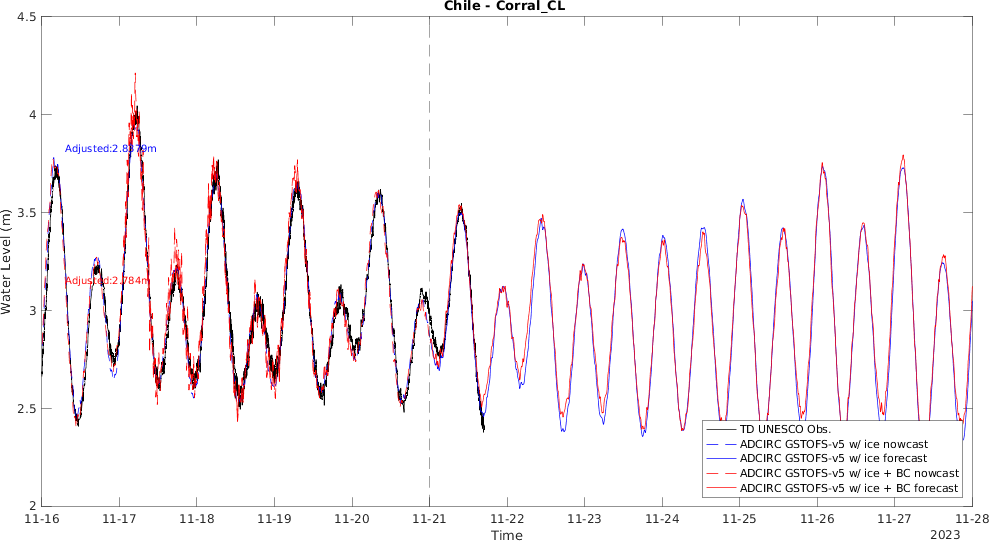 Chile - Corral_CL
4.5
4
3.5
3
2.5
2
Water Level (m)
Adjusted:2.8379m
Adjusted:2.784m
TD UNESCO Obs.
ADCIRC GSTOFS-v5 w/ ice nowcast
ADCIRC GSTOFS-v5 w/ ice forecast
ADCIRC GSTOFS-v5 w/ ice + BC nowcast
ADCIRC GSTOFS-v5 w/ ice + BC forecast
11-16 11-17 11-18 11-19 11-20 11-21 11-22 11-23 11-24 11-25 11-26 11-27 11-28
Time
2023